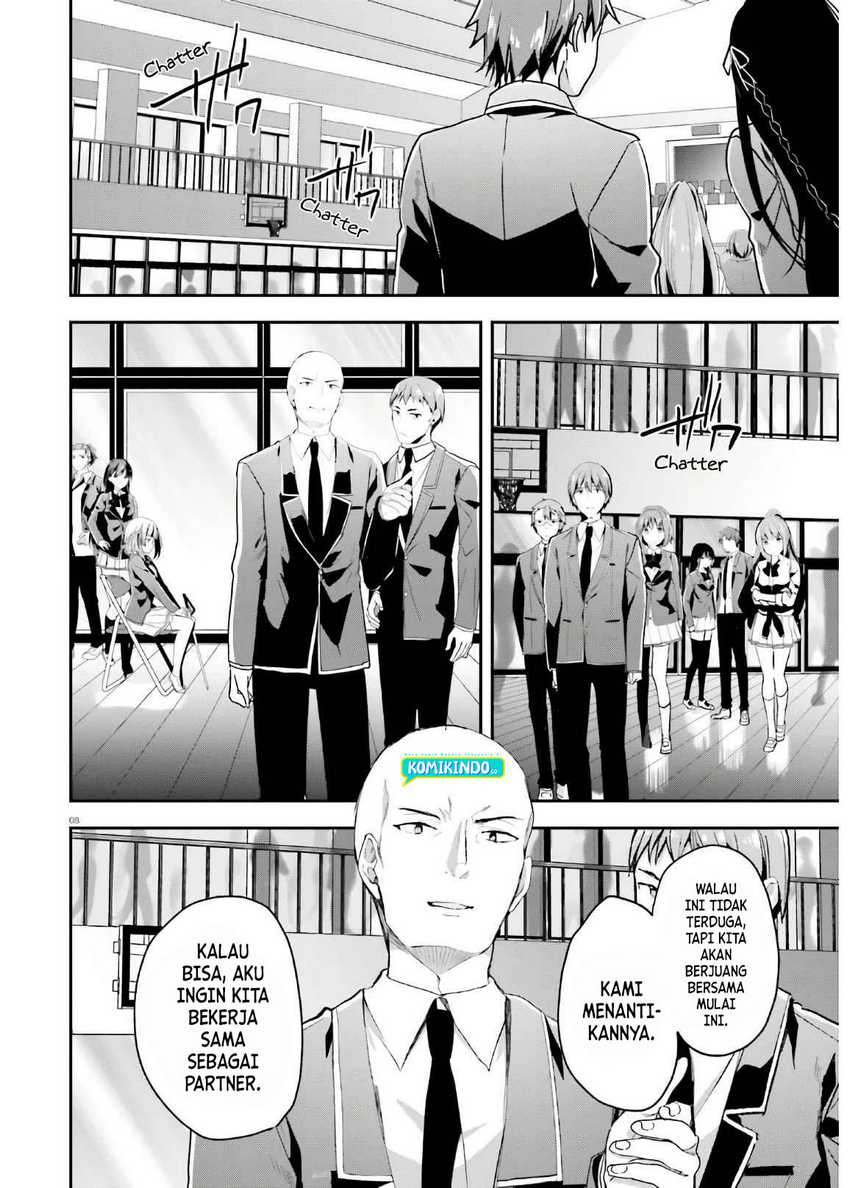 Chatter
ザワ
ザワ
Chatter
ザワ
Chatter
KOMIKINDO.co
08
WALAU
INI TIDAK
TERDUGA,
TAPI KITA
AKAN
BERJUANG
BERSAMA
MULAI
INI.
KAMI
MENANTI-
KANNYA.
KALAU
BISA, AKU
INGIN KITA
BEKERJA
SAMA
SEBAGAI
PARTNER.